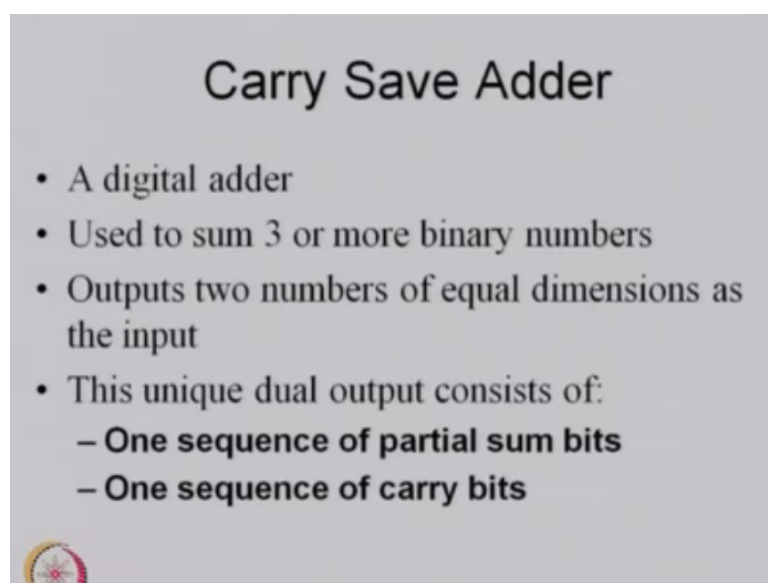 Carry Save Adder
• A digital adder
• Used to sum 3 or more binary numbers
• Outputs two numbers of equal dimensions as
the input
• This unique dual output consists of:
– One sequence of partial sum bits
– One sequence of carry bits